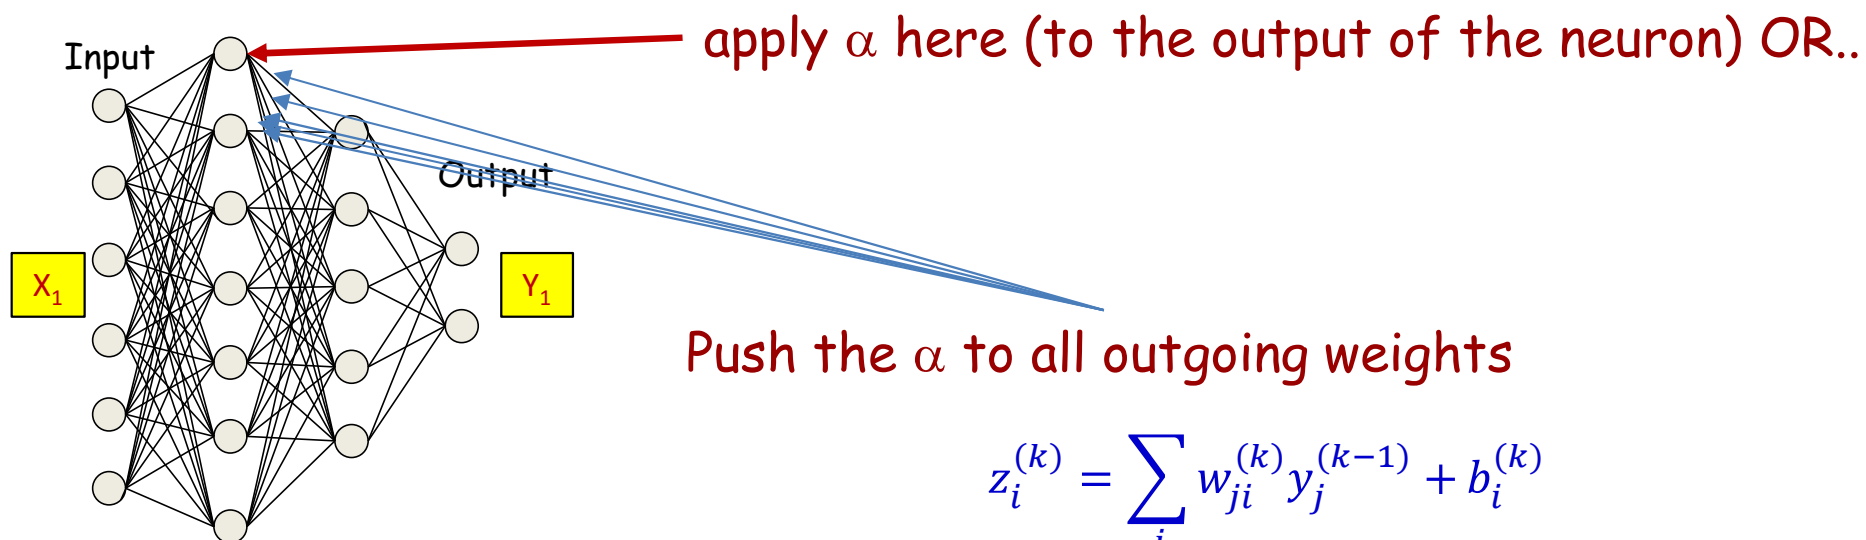 apply α here (to the output of the neuron) OR..
Input
Output
X₁
Y₁
Push the α to all outgoing weights
z_i^(k) = ∑_j w_ji^(k) y_j^(k−1) + b_i^(k)